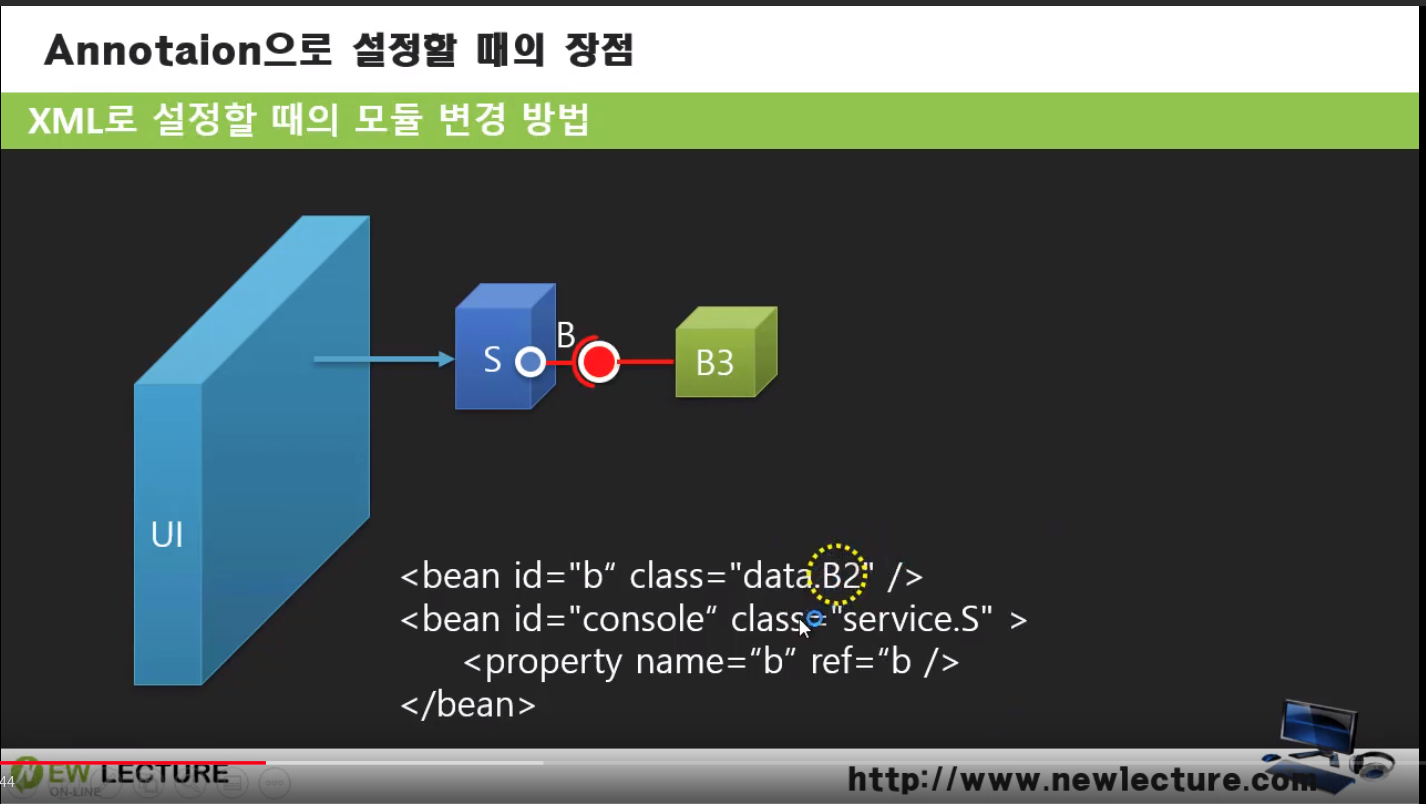 Annotaion으로 설정할 때의 장점
XML로 설정할 때의 모듈 변경 방법
B
S
B3
UI
<bean id="b“ class="data.B2" />
<bean id="console“ class="service.S" >
<property name=“b” ref=“b />
</bean>
44
NEW LECTURE
ON-LINE
http://www.newlecture.com